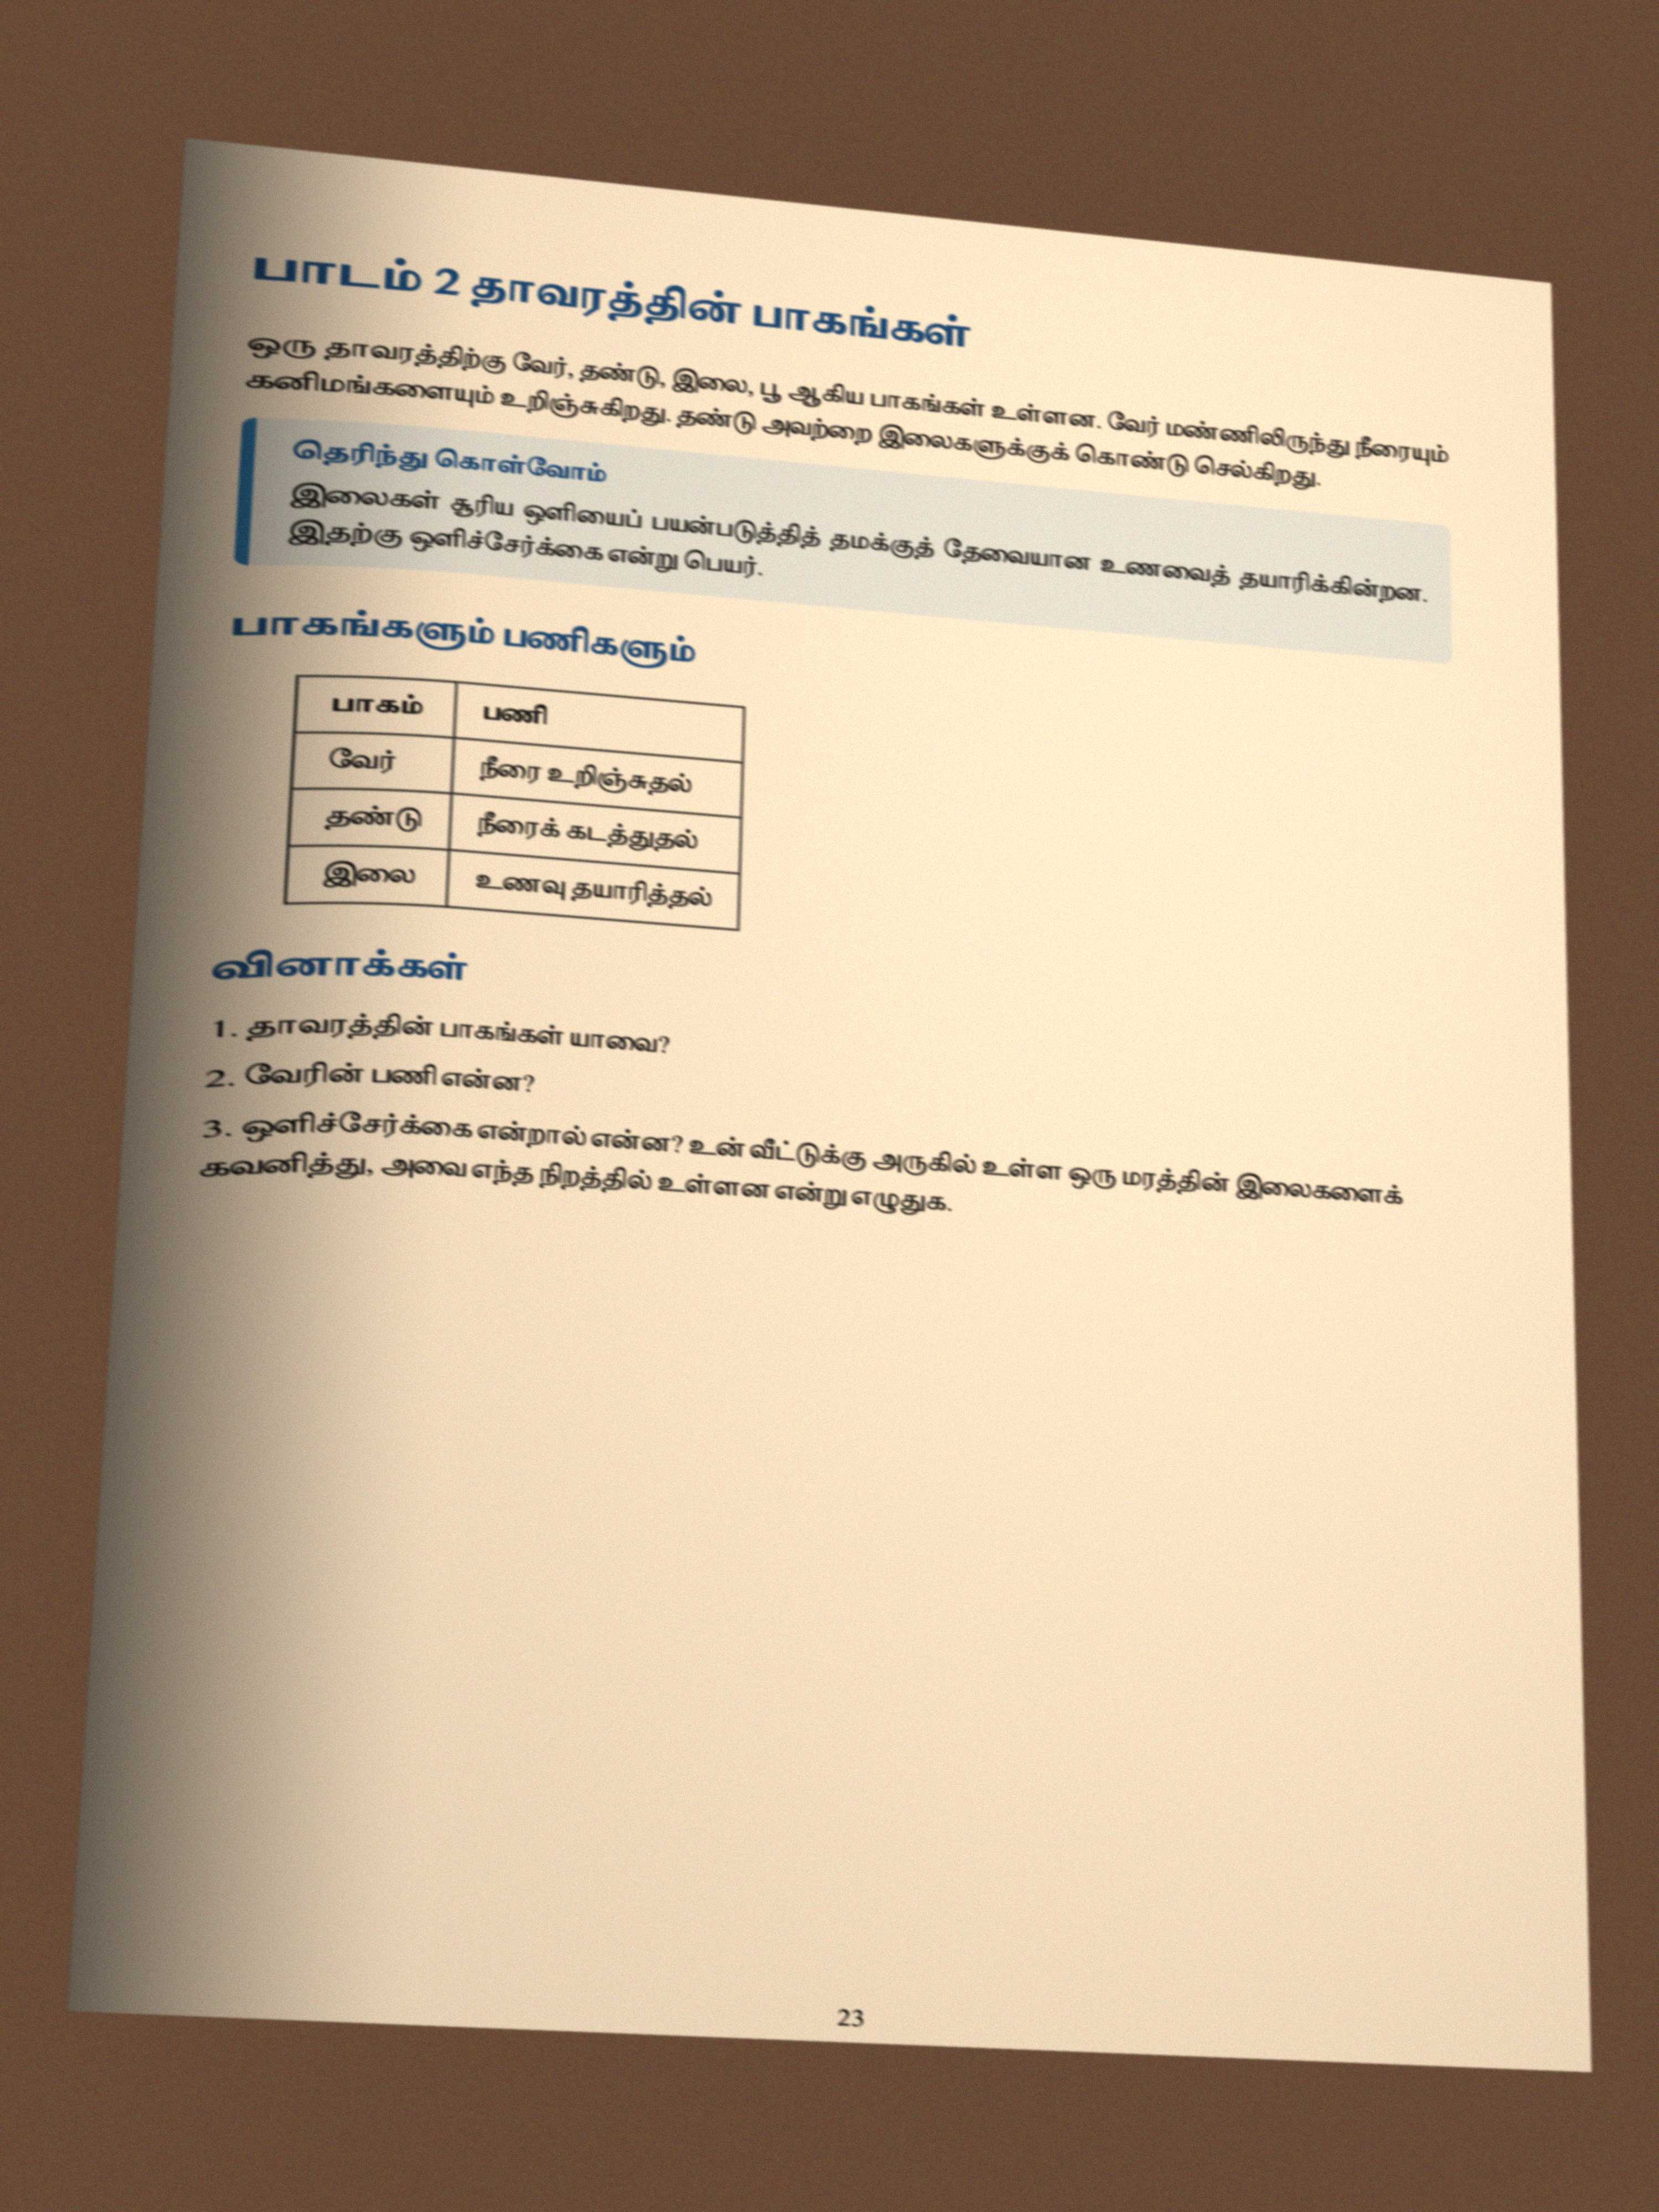 பாடம் 2 தாவரத்தின் பாகங்கள்
ஒரு தாவரத்திற்கு வேர், தண்டு, இலை, பூ ஆகிய பாகங்கள் உள்ளன. வேர் மண்ணிலிருந்து நீரையும்
கனிமங்களையும் உறிஞ்சுகிறது. தண்டு அவற்றை இலைகளுக்குக் கொண்டு செல்கிறது.
தெரிந்து கொள்வோம்
இலைகள் சூரிய ஒளியைப் பயன்படுத்தித் தமக்குத் தேவையான உணவைத் தயாரிக்கின்றன.
இதற்கு ஒளிச்சேர்க்கை என்று பெயர்.
பாகங்களும் பணிகளும்
பாகம் பணி
வேர் நீரை உறிஞ்சுதல்
தண்டு நீரைக் கடத்துதல்
இலை உணவு தயாரித்தல்
வினாக்கள்
1. தாவரத்தின் பாகங்கள் யாவை?
2. வேரின் பணி என்ன?
3. ஒளிச்சேர்க்கை என்றால் என்ன? உன் வீட்டுக்கு அருகில் உள்ள ஒரு மரத்தின் இலைகளைக்
கவனித்து, அவை எந்த நிறத்தில் உள்ளன என்று எழுதுக.
23